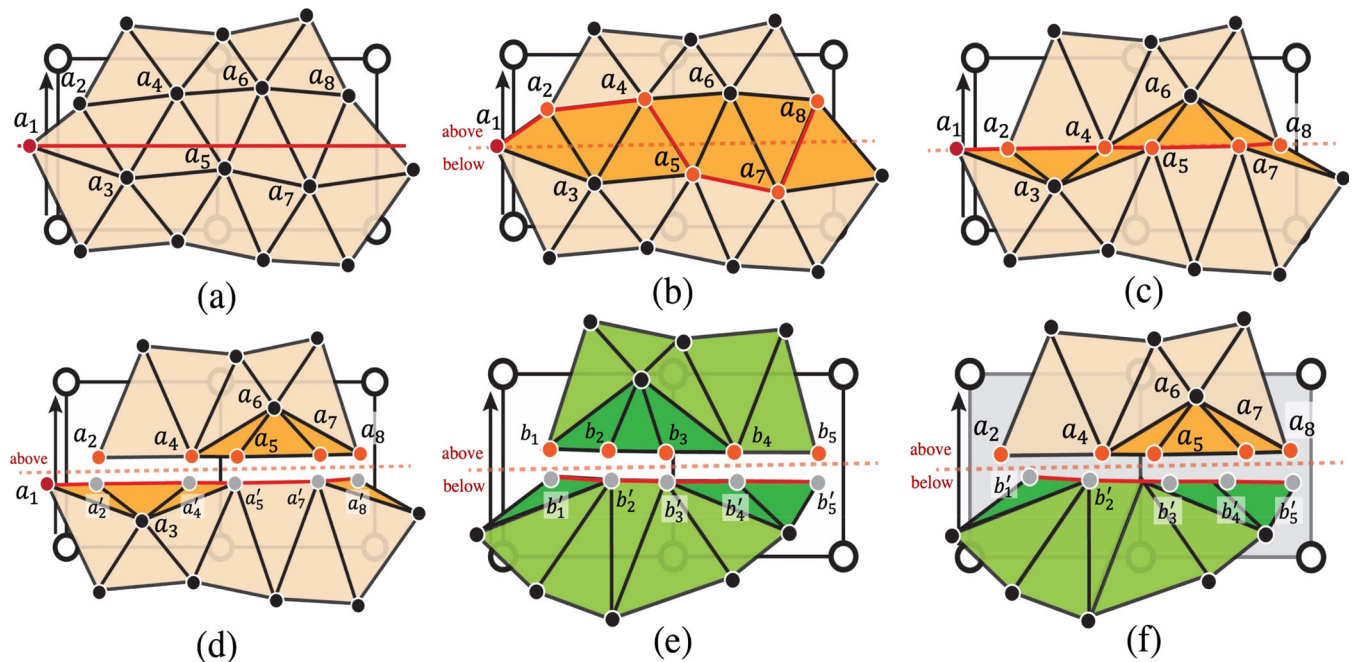 a₂ a₄ a₆ a₈
a₁
a₃ a₅ a₇
(a)
a₂ a₄ a₆ a₈
a₁ above
below
a₃ a₅ a₇
(b)
a₆
a₁ a₂ a₄ a₅ a₇ a₈
a₃
(c)
a₆ a₇
a₂ a₄ a₅ a₈
above
below
a₁ a′₂ a′₄ a′₅ a′₇ a′₈
a₃
(d)
b₁ b₂ b₃ b₄ b₅
above
below
b′₁ b′₂ b′₃ b′₄ b′₅
(e)
a₆ a₇
a₂ a₄ a₅ a₈
above
below
b′₁ b′₂ b′₃ b′₄ b′₅
(f)